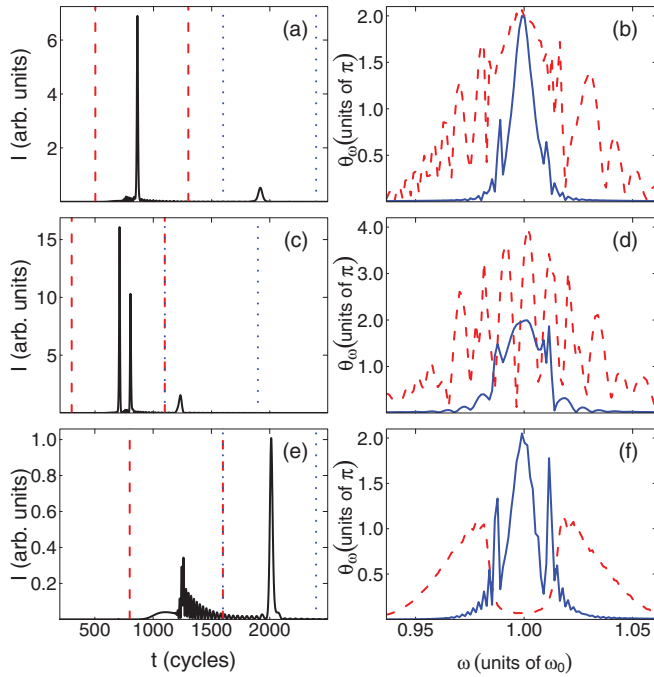 (a)
I (arb. units)
6
4
2
(b)
θω(units of π)
2.0
1.5
1.0
0.5
(c)
I (arb. units)
15
10
5
(d)
θω(units of π)
4.0
3.0
2.0
1.0
(e)
I (arb. units)
1.0
0.8
0.6
0.4
0.2
500 1000 1500 2000
t (cycles)
(f)
θω(units of π)
2.0
1.5
1.0
0.5
0.95 1.00 1.05
ω (units of ω0)